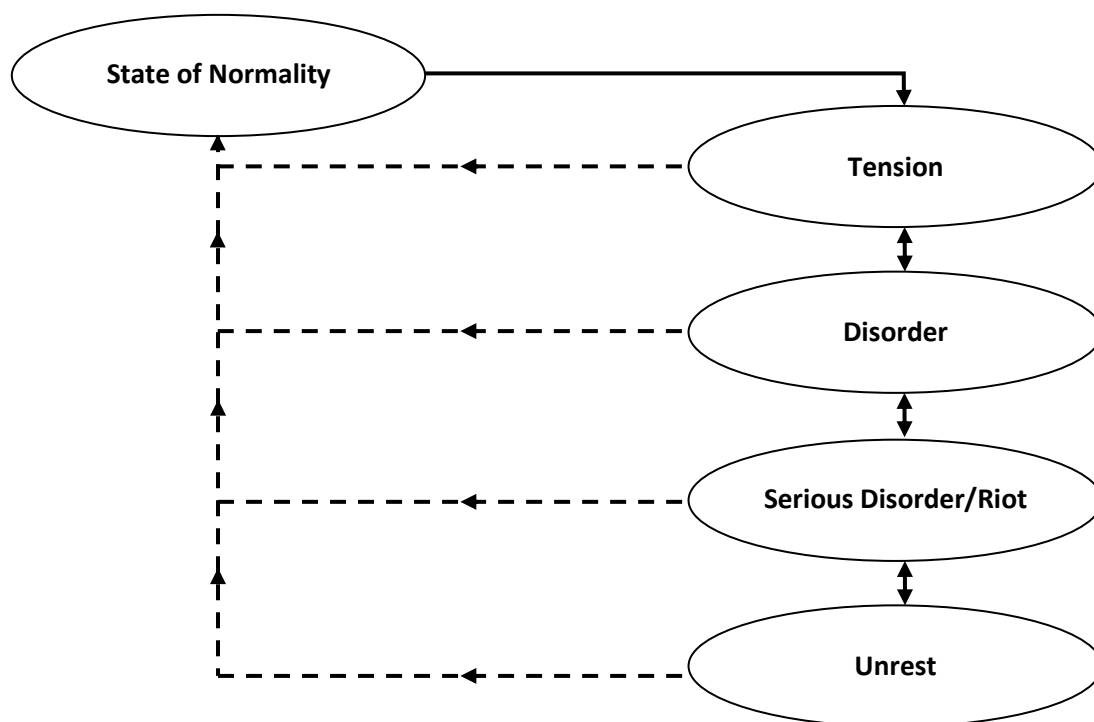 State of Normality
Tension
Disorder
Serious Disorder/Riot
Unrest